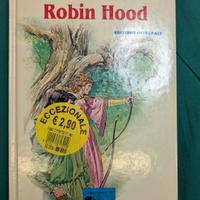 Robin Hood
EDIZIONE INTEGRALE
ECCEZIONALE
€ 2,90